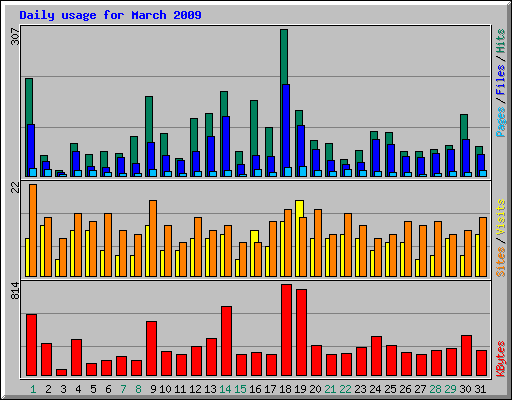 Daily usage for March 2009
307
Pages / Files / Hits
22
Sites / Visits
814
KBytes
1 2 3 4 5 6 7 8 9 10 11 12 13 14 15 16 17 18 19 20 21 22 23 24 25 26 27 28 29 30 31